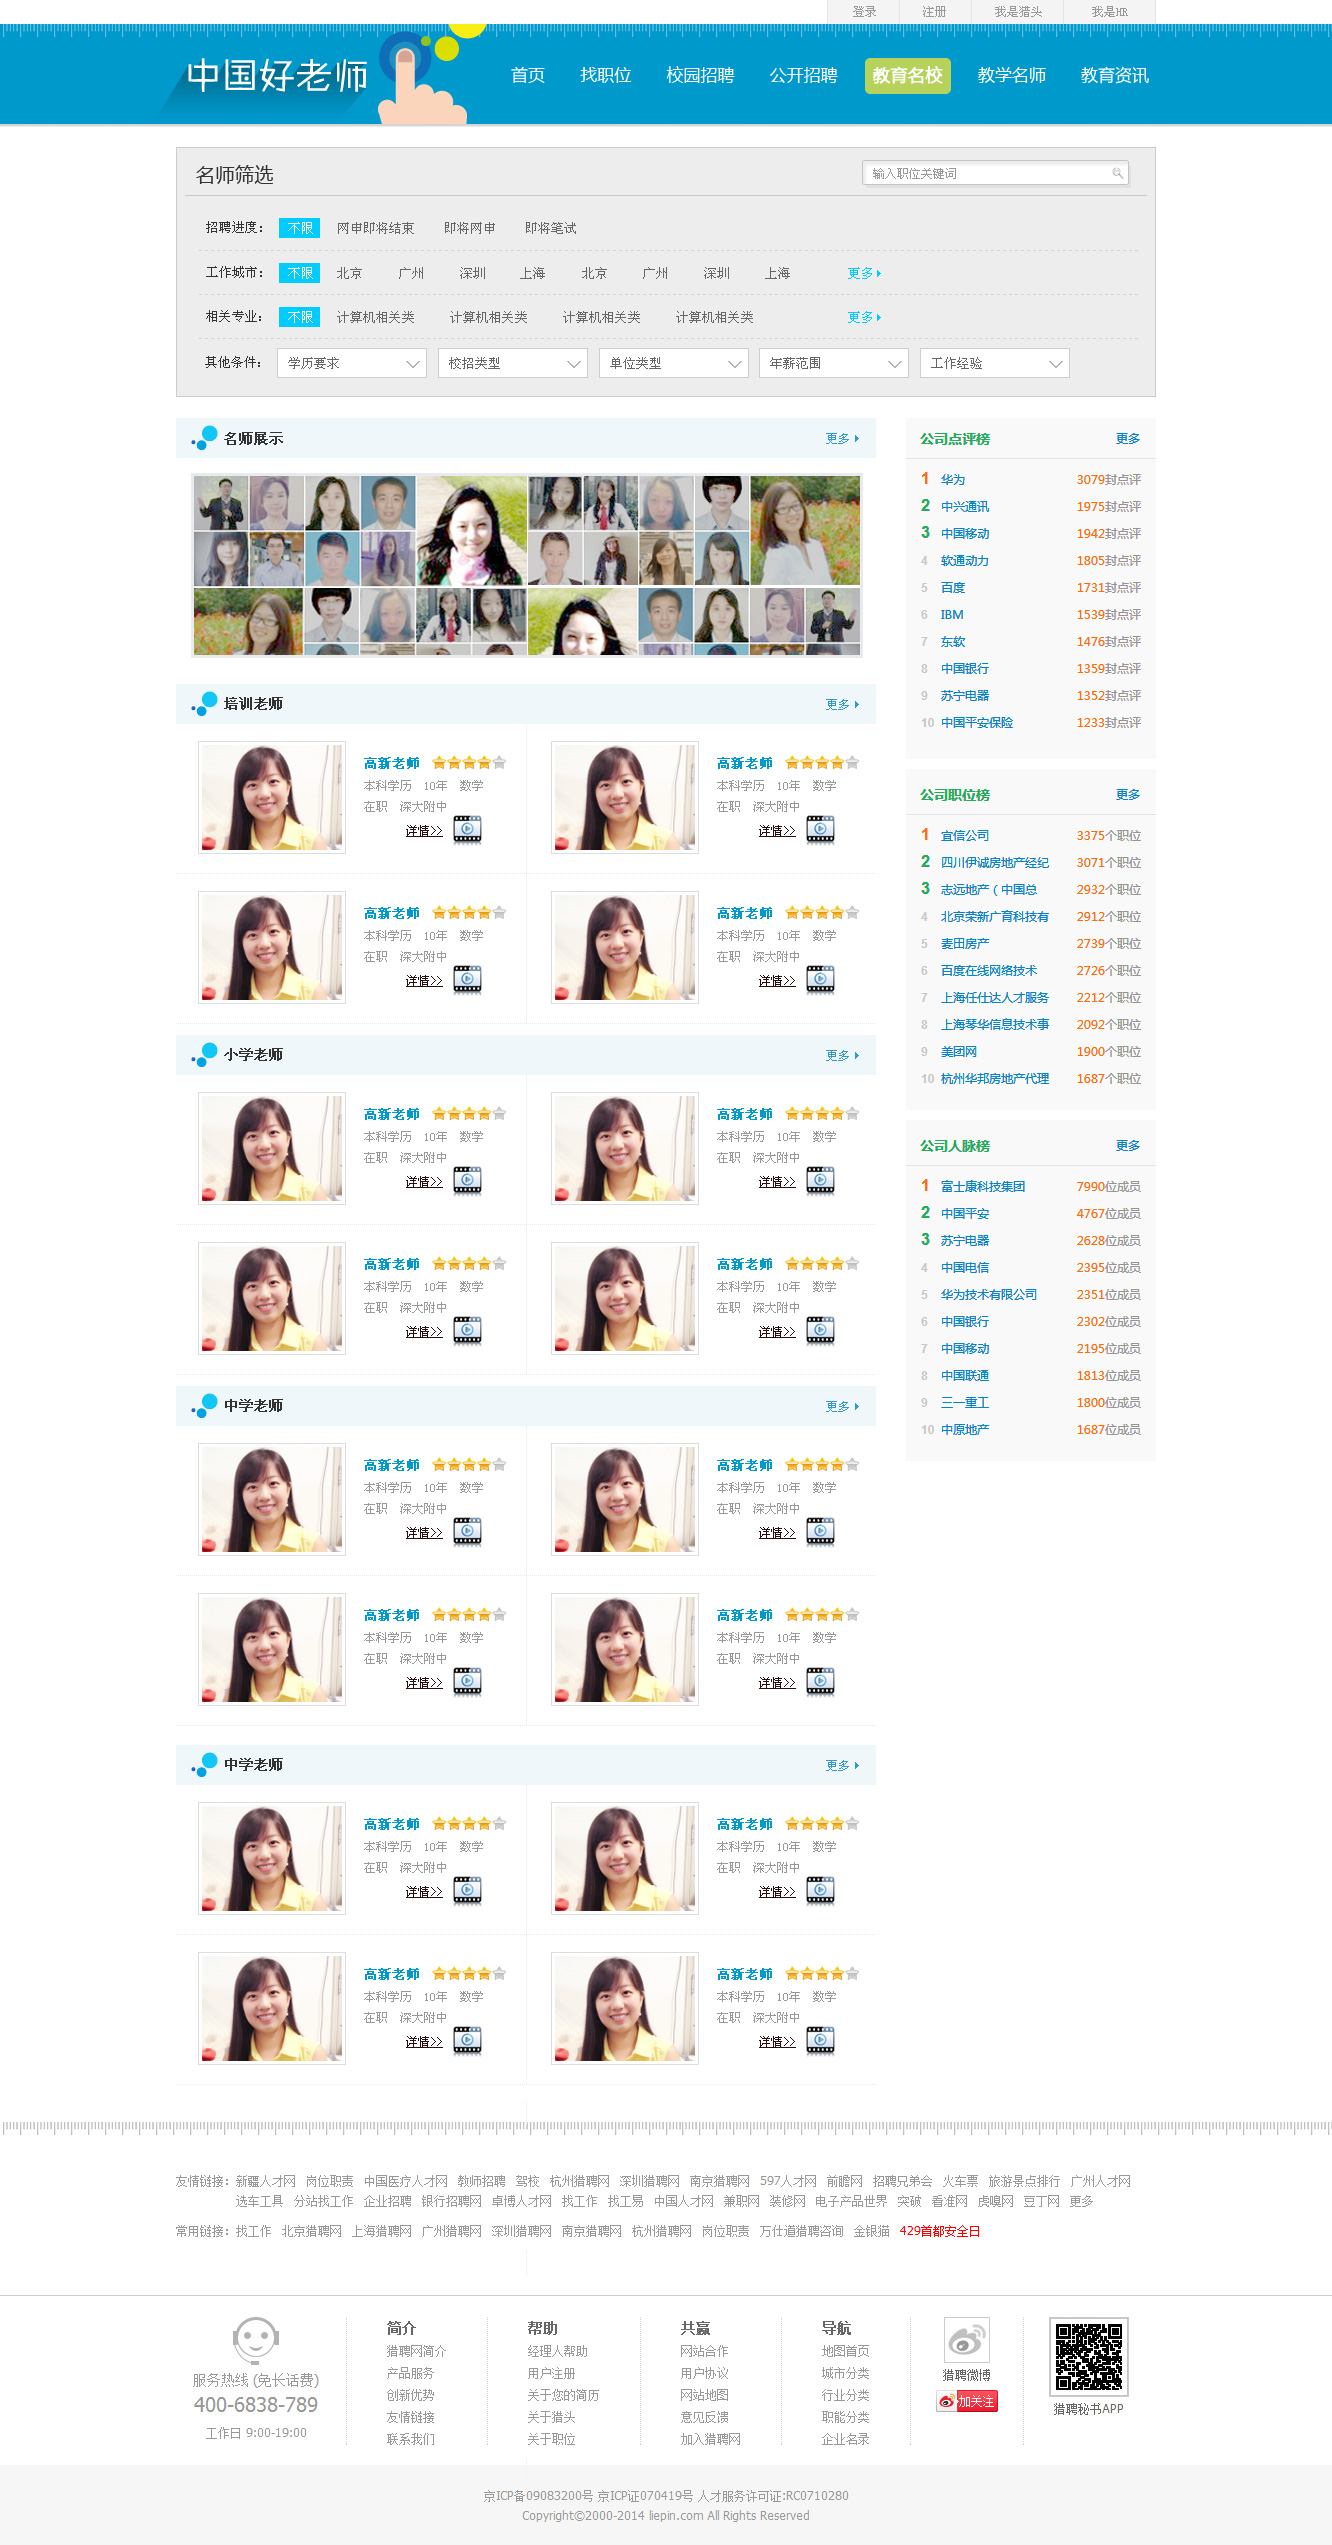 登录 注册 我是猎头 我是HR
中国好老师 首页 找职位 校园招聘 公开招聘 教育名校 教学名师 教育资讯
名师筛选 输入职位关键词
招聘进度： 不限 网申即将结束 即将网申 即将笔试
工作城市： 不限 北京 广州 深圳 上海 北京 广州 深圳 上海 更多
相关专业： 不限 计算机相关类 计算机相关类 计算机相关类 计算机相关类 更多
其他条件： 学历要求 校招类型 单位类型 年薪范围 工作经验
名师展示 更多
培训老师 更多
高新老师 高新老师
本科学历 10年 数学 本科学历 10年 数学
在职 深大附中 在职 深大附中
详情>> 详情>>
高新老师 高新老师
本科学历 10年 数学 本科学历 10年 数学
在职 深大附中 在职 深大附中
详情>> 详情>>
小学老师 更多
高新老师 高新老师
本科学历 10年 数学 本科学历 10年 数学
在职 深大附中 在职 深大附中
详情>> 详情>>
高新老师 高新老师
本科学历 10年 数学 本科学历 10年 数学
在职 深大附中 在职 深大附中
详情>> 详情>>
中学老师 更多
高新老师 高新老师
本科学历 10年 数学 本科学历 10年 数学
在职 深大附中 在职 深大附中
详情>> 详情>>
高新老师 高新老师
本科学历 10年 数学 本科学历 10年 数学
在职 深大附中 在职 深大附中
详情>> 详情>>
中学老师 更多
高新老师 高新老师
本科学历 10年 数学 本科学历 10年 数学
在职 深大附中 在职 深大附中
详情>> 详情>>
高新老师 高新老师
本科学历 10年 数学 本科学历 10年 数学
在职 深大附中 在职 深大附中
详情>> 详情>>
公司点评榜 更多
1 华为 3079封点评
2 中兴通讯 1975封点评
3 中国移动 1942封点评
4 软通动力 1805封点评
5 百度 1731封点评
6 IBM 1539封点评
7 东软 1476封点评
8 中国银行 1359封点评
9 苏宁电器 1352封点评
10 中国平安保险 1233封点评
公司职位榜 更多
1 宜信公司 3375个职位
2 四川伊诚房地产经纪 3071个职位
3 志远地产（中国总 2932个职位
4 北京荣新广育科技有 2912个职位
5 麦田房产 2739个职位
6 百度在线网络技术 2726个职位
7 上海任仕达人才服务 2212个职位
8 上海琴华信息技术事 2092个职位
9 美团网 1900个职位
10 杭州华邦房地产代理 1687个职位
公司人脉榜 更多
1 富士康科技集团 7990位成员
2 中国平安 4767位成员
3 苏宁电器 2628位成员
4 中国电信 2395位成员
5 华为技术有限公司 2351位成员
6 中国银行 2302位成员
7 中国移动 2195位成员
8 中国联通 1813位成员
9 三一重工 1800位成员
10 中原地产 1687位成员
友情链接：新疆人才网 岗位职责 中国医疗人才网 教师招聘 驾校 杭州猎聘网 深圳猎聘网 南京猎聘网 597人才网 前瞻网 招聘兄弟会 火车票 旅游景点排行 广州人才网
选车工具 分站找工作 企业招聘 银行招聘网 卓博人才网 找工作 找工易 中国人才网 兼职网 装修网 电子产品世界 突破 看准网 虎嗅网 豆丁网 更多
常用链接：找工作 北京猎聘网 上海猎聘网 广州猎聘网 深圳猎聘网 南京猎聘网 杭州猎聘网 岗位职责 万仕道猎聘咨询 金银猫 429首都安全日
服务热线 (免长话费)
400-6838-789
工作日 9:00-19:00
简介
猎聘网简介
产品服务
创新优势
友情链接
联系我们
帮助
经理人帮助
用户注册
关于您的简历
关于猎头
关于职位
共赢
网站合作
用户协议
网站地图
意见反馈
加入猎聘网
导航
地图首页
城市分类
行业分类
职能分类
企业名录
猎聘微博
加关注
猎聘秘书APP
京ICP备09083200号 京ICP证070419号 人才服务许可证:RC0710280
Copyright©2000-2014 liepin.com All Rights Reserved